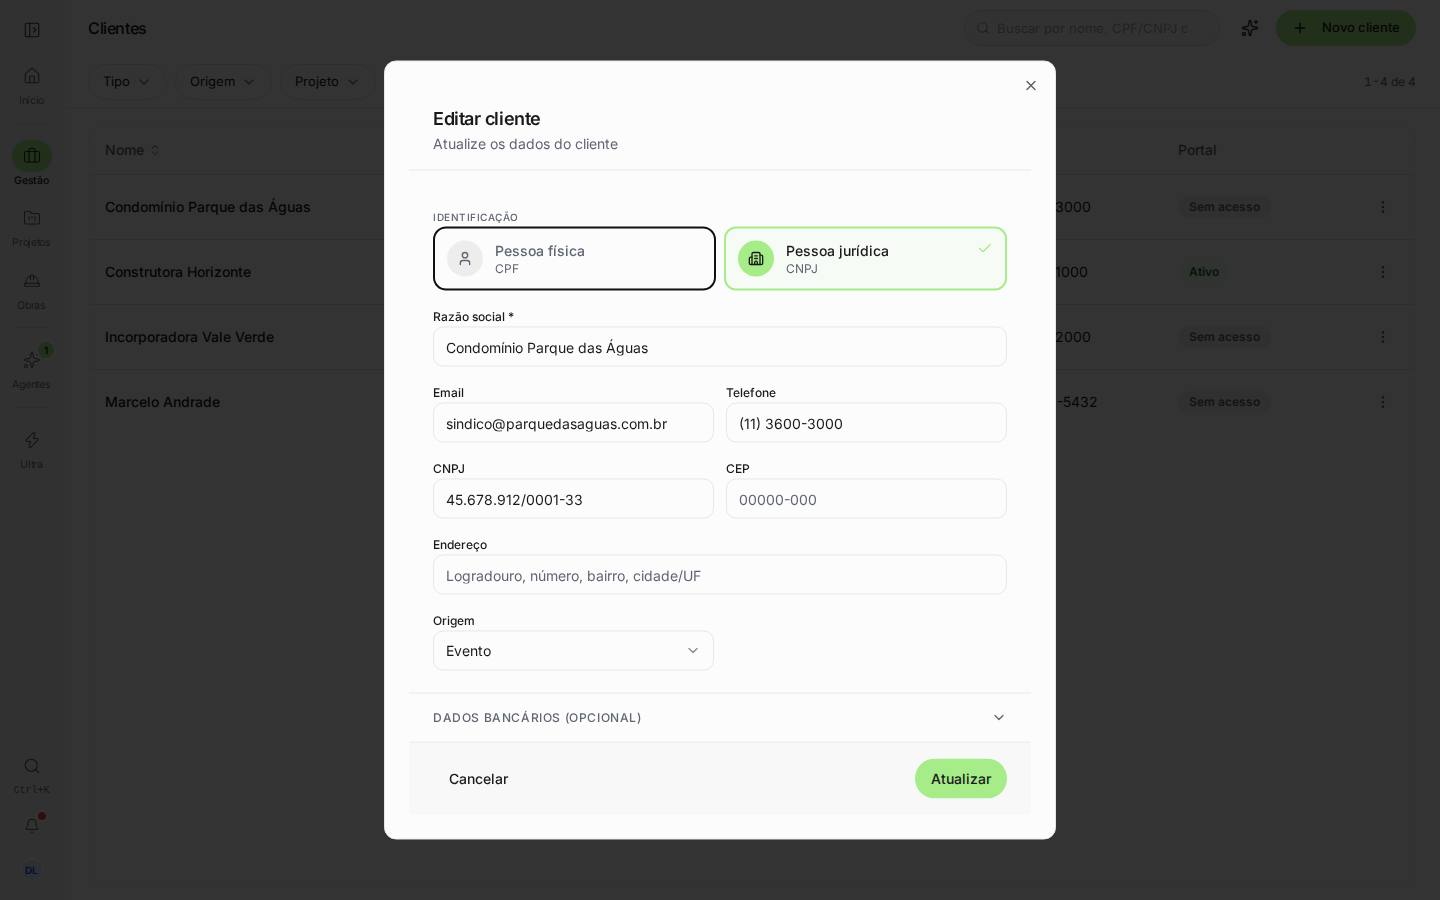 Clientes
Buscar por nome, CPF/CNPJ c
Novo cliente
Tipo
Origem
Projeto
1-4 de 4
Início
Gestão
Projetos
Obras
1
Agentes
Ultra
Ctrl+K
DL
Nome
Portal
Condomínio Parque das Águas
3000
Sem acesso
Construtora Horizonte
1000
Ativo
Incorporadora Vale Verde
2000
Sem acesso
Marcelo Andrade
-5432
Sem acesso
Editar cliente
Atualize os dados do cliente
IDENTIFICAÇÃO
Pessoa física
CPF
Pessoa jurídica
CNPJ
Razão social *
Condomínio Parque das Águas
Email
Telefone
sindico@parquedasaguas.com.br
(11) 3600-3000
CNPJ
CEP
45.678.912/0001-33
00000-000
Endereço
Logradouro, número, bairro, cidade/UF
Origem
Evento
DADOS BANCÁRIOS (OPCIONAL)
Cancelar
Atualizar